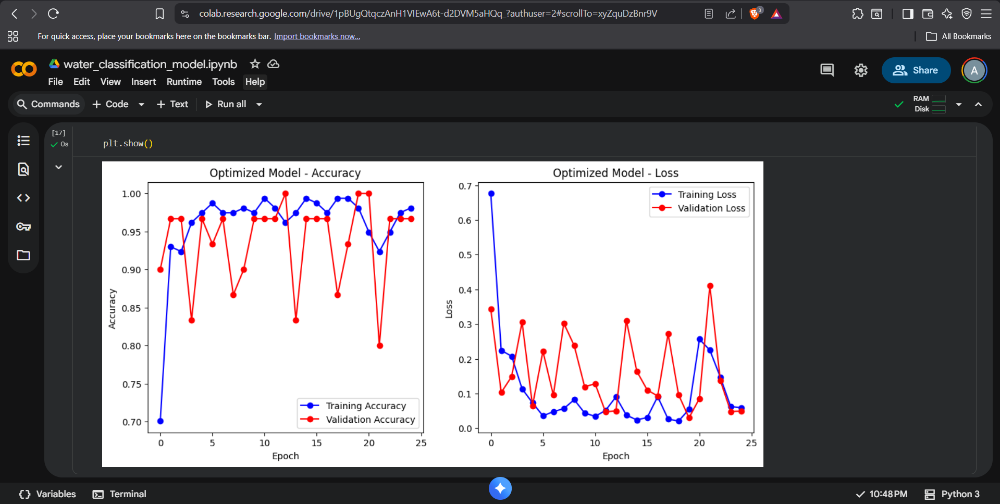 colab.research.google.com/drive/1pBUgQtqczAnH1VIEwA6t-d2DVM5aHQq_?authuser=2#scrollTo=xyZquDzBnr9V
3
For quick access, place your bookmarks here on the bookmarks bar. Import bookmarks now...
All Bookmarks
CO
water_classification_model.ipynb
File Edit View Insert Runtime Tools Help
Share
A
Commands + Code + Text Run all
RAM
Disk
[17]
0s
plt.show()
Optimized Model - Accuracy
1.00
0.95
0.90
0.85
0.80
0.75
0.70
Accuracy
Training Accuracy
Validation Accuracy
0 5 10 15 20 25
Epoch
Optimized Model - Loss
0.7
0.6
0.5
0.4
0.3
0.2
0.1
0.0
Loss
Training Loss
Validation Loss
0 5 10 15 20 25
Epoch
{} Variables
Terminal
10:48 PM
Python 3